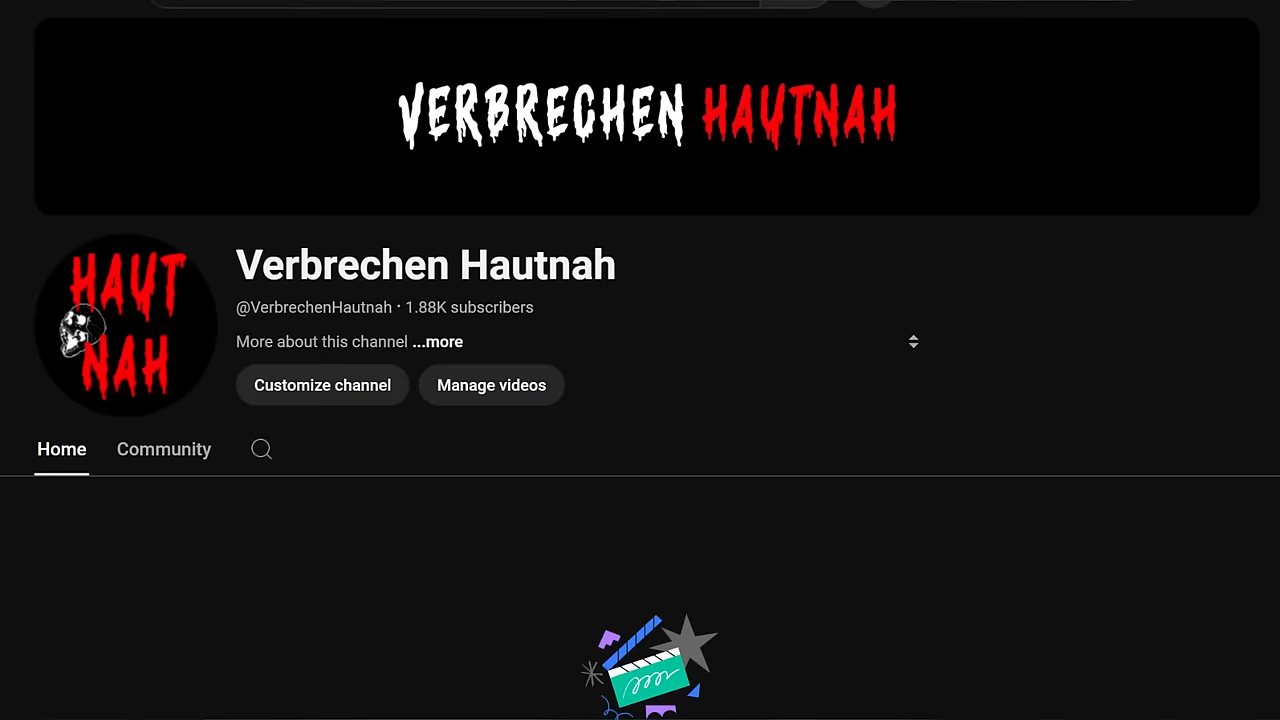 VERBRECHEN HAUTNAH
HAUT
NAH
Verbrechen Hautnah
@VerbrechenHautnah · 1.88K subscribers
More about this channel ...more
Customize channel
Manage videos
Home
Community